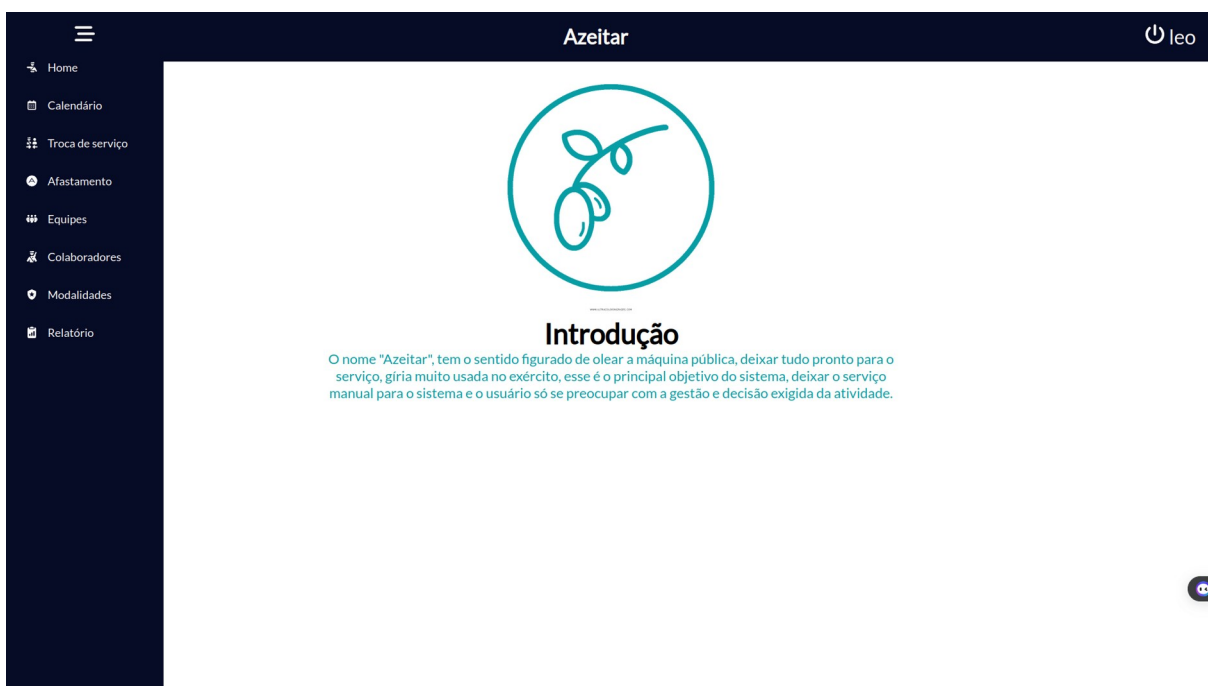 Azeitar
leo
Home
Calendário
Troca de serviço
Afastamento
Equipes
Colaboradores
Modalidades
Relatório
Introdução
O nome "Azeitar", tem o sentido figurado de olear a máquina pública, deixar tudo pronto para o
serviço, gíria muito usada no exército, esse é o principal objetivo do sistema, deixar o serviço
manual para o sistema e o usuário só se preocupar com a gestão e decisão exigida da atividade.